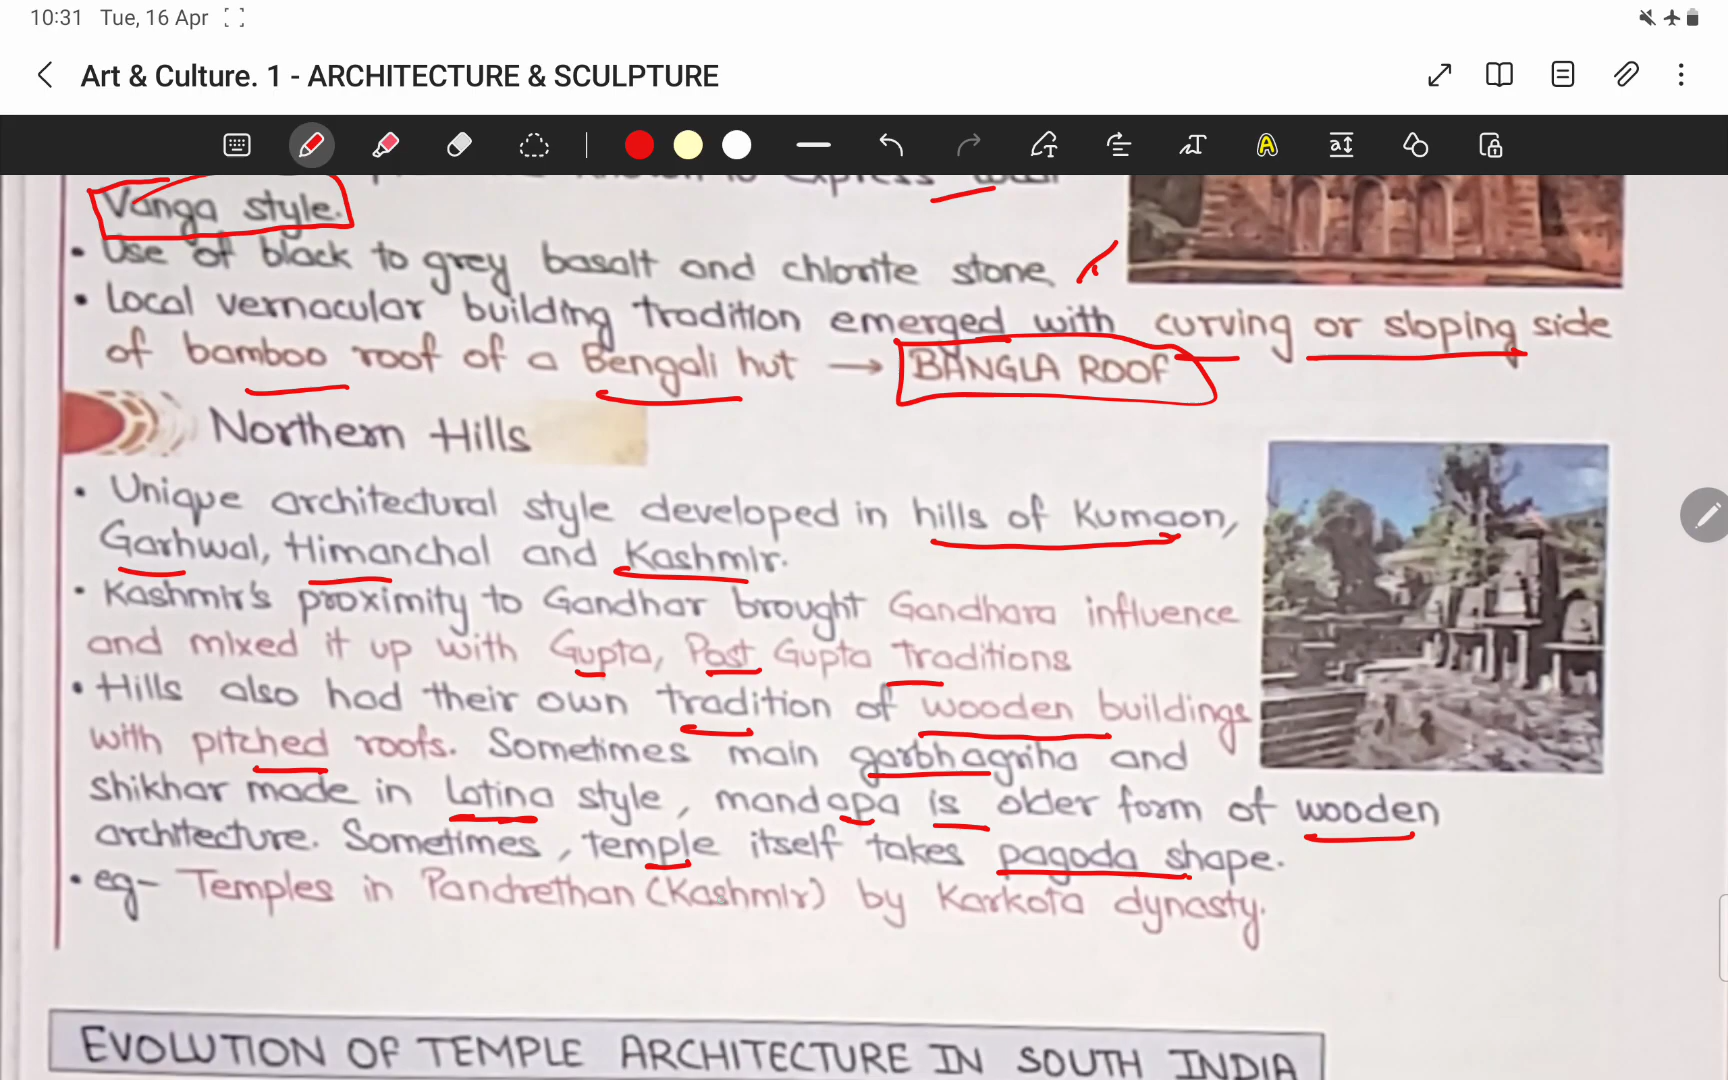 10:31 Tue, 16 Apr
Art & Culture. 1 - ARCHITECTURE & SCULPTURE
to express local
Vanga style.
• Use of black to grey basalt and chlorite stone.
• Local vernacular building tradition emerged with curving or sloping side
of bamboo roof of a Bengali hut → BANGLA ROOF
Northern Hills
• Unique architectural style developed in hills of Kumaon,
Garhwal, Himanchal and Kashmir.
• Kashmir's proximity to Gandhar brought Gandhara influence
and mixed it up with Gupta, Post Gupta Traditions
• Hills also had their own tradition of wooden buildings
with pitched roofs. Sometimes main garbhagriha and
shikhar made in latina style, mandapa is older form of wooden
architecture. Sometimes, temple itself takes pagoda shape.
• eg- Temples in Pandrethan (Kashmir) by Karkota dynasty.
EVOLUTION OF TEMPLE ARCHITECTURE IN SOUTH INDIA